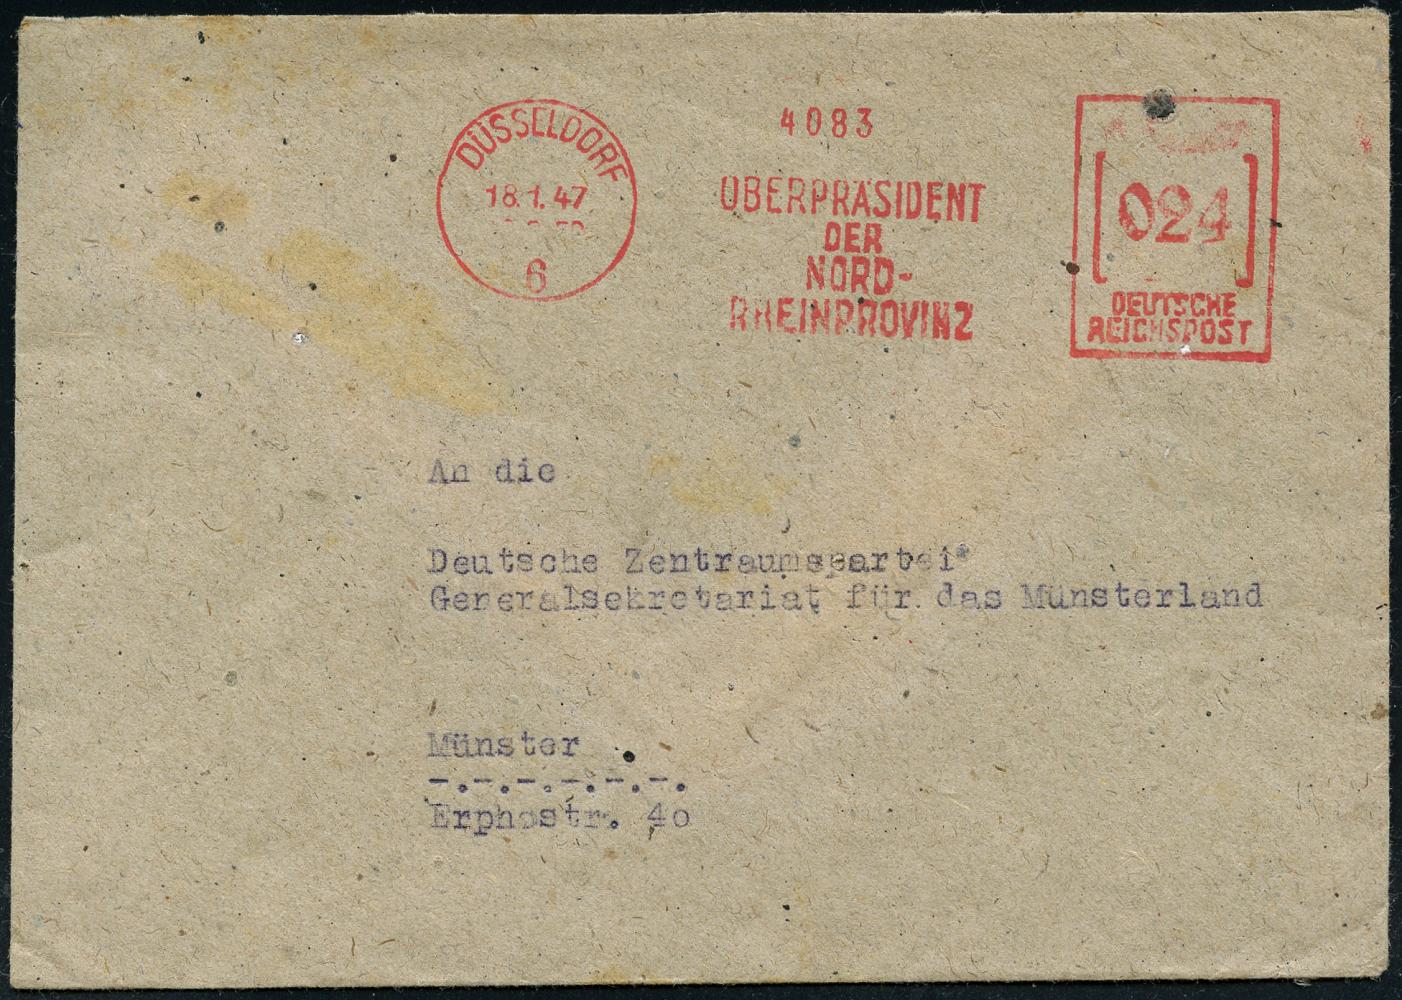 DÜSSELDORF
18.1.47
6
4083
OBERPRÄSIDENT
DER
NORD-
RHEINPROVINZ
024
DEUTSCHE
REICHSPOST
An die
Deutsche Zentraumspartei
Generalsekretariat für das Münsterland
Münster
-.-.-.-.-.-.
Erphostr. 4o